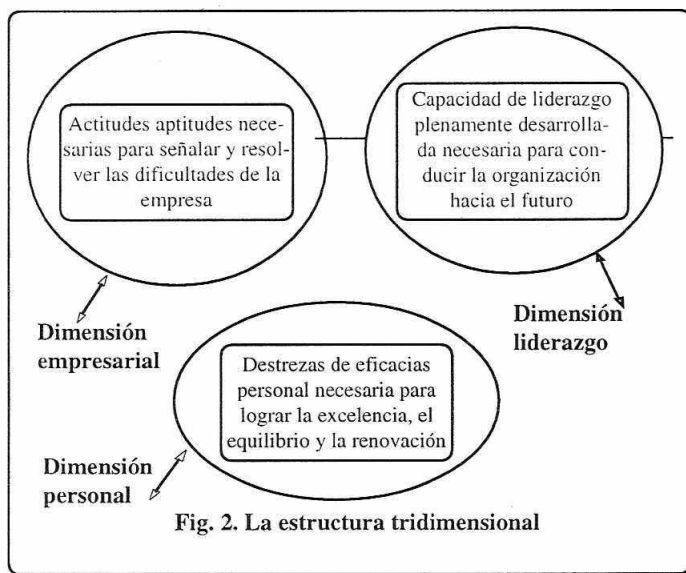 Actitudes aptitudes nece-
sarias para señalar y resol-
ver las dificultades de la
empresa
Capacidad de liderazgo
plenamente desarrolla-
da necesaria para con-
ducir la organización
hacia el futuro
Dimensión
empresarial
Dimensión
liderazgo
Destrezas de eficacias
personal necesaria para
lograr la excelencia, el
equilibrio y la renovación
Dimensión
personal
Fig. 2. La estructura tridimensional